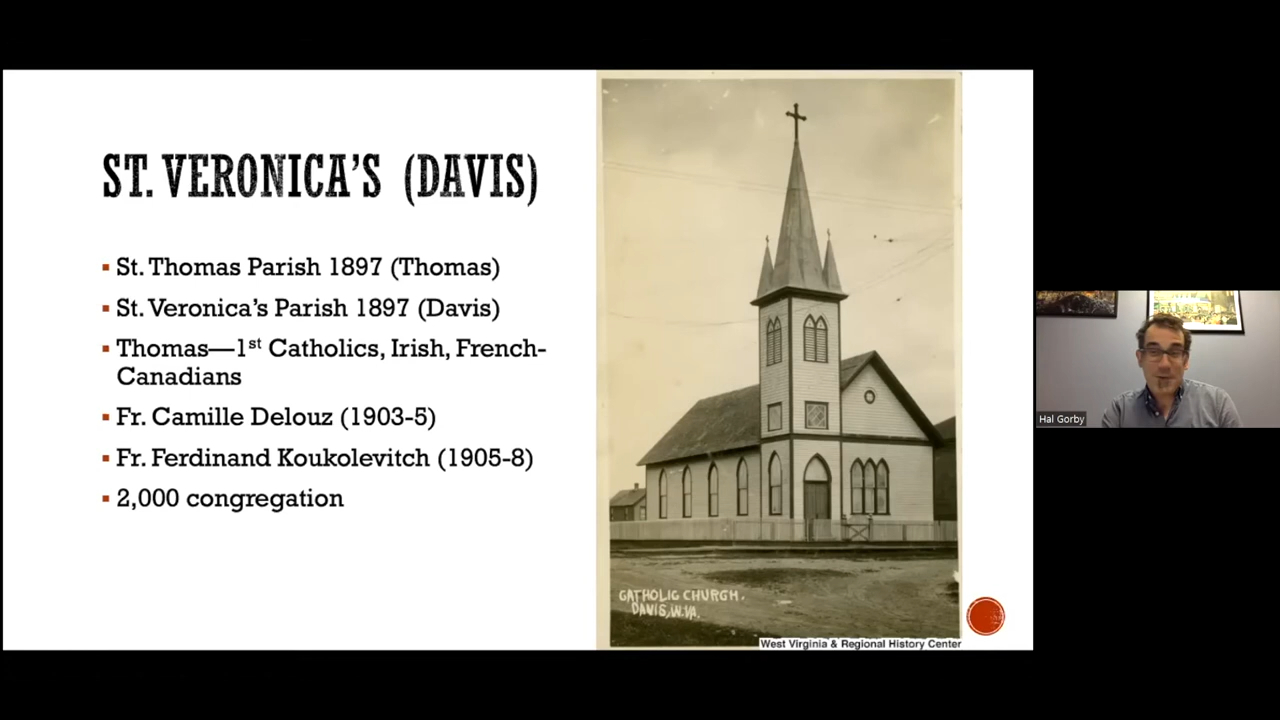 ST. VERONICA'S (DAVIS)
▪ St. Thomas Parish 1897 (Thomas)
▪ St. Veronica's Parish 1897 (Davis)
▪ Thomas—1st Catholics, Irish, French-
Canadians
▪ Fr. Camille Delouz (1903-5)
▪ Fr. Ferdinand Koukolevitch (1905-8)
▪ 2,000 congregation
CATHOLIC CHURCH.
DAVIS, W.VA.
West Virginia & Regional History Center
Hal Gorby